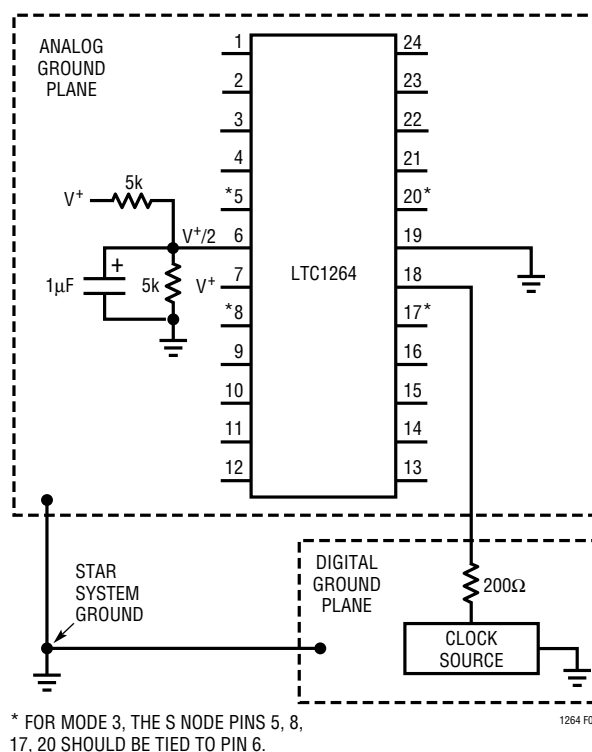 ANALOG
GROUND
PLANE
1
2
3
4
*5
6
7
*8
9
10
11
12
24
23
22
21
20*
19
18
17*
16
15
14
13
LTC1264
5k
V+
V+/2
+
1µF
5k
V+
STAR
SYSTEM
GROUND
DIGITAL
GROUND
PLANE
200Ω
CLOCK
SOURCE
* FOR MODE 3, THE S NODE PINS 5, 8,
17, 20 SHOULD BE TIED TO PIN 6.
1264